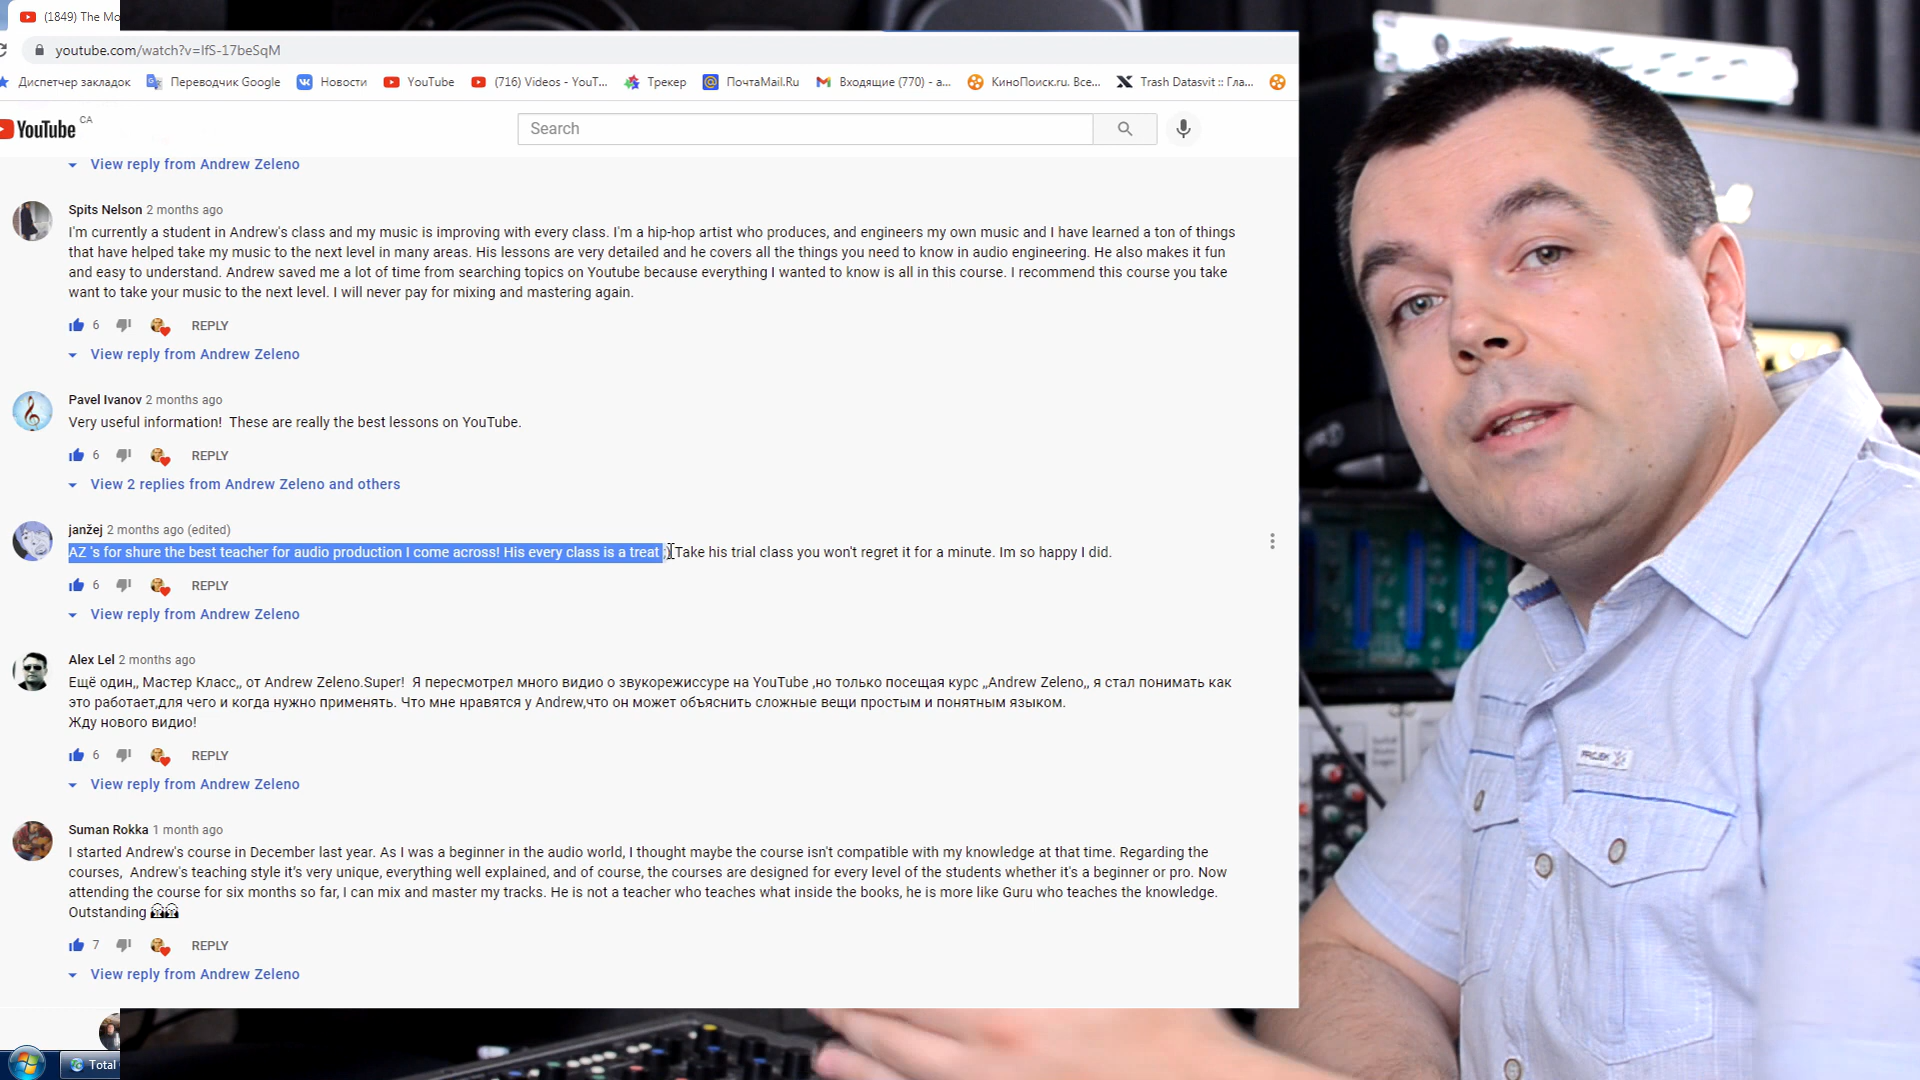 (1849) The Mo
youtube.com/watch?v=IfS-17beSqM
Диспетчер закладок Переводчик Google Новости YouTube (716) Videos - YouT... Трекер ПочтаMail.Ru Входящие (770) - a... КиноПоиск.ru. Все... Trash Datasvit :: Гла...
YouTube CA Search
View reply from Andrew Zeleno
Spits Nelson 2 months ago
I'm currently a student in Andrew's class and my music is improving with every class. I'm a hip-hop artist who produces, and engineers my own music and I have learned a ton of things
that have helped take my music to the next level in many areas. His lessons are very detailed and he covers all the things you need to know in audio engineering. He also makes it fun
and easy to understand. Andrew saved me a lot of time from searching topics on Youtube because everything I wanted to know is all in this course. I recommend this course you take
want to take your music to the next level. I will never pay for mixing and mastering again.
6 REPLY
View reply from Andrew Zeleno
Pavel Ivanov 2 months ago
Very useful information! These are really the best lessons on YouTube.
6 REPLY
View 2 replies from Andrew Zeleno and others
janžej 2 months ago (edited)
AZ 's for shure the best teacher for audio production I come across! His every class is a treat ;) Take his trial class you won't regret it for a minute. Im so happy I did.
6 REPLY
View reply from Andrew Zeleno
Alex Lel 2 months ago
Ещё один,, Мастер Класс,, от Andrew Zeleno.Super! Я пересмотрел много видео о звукорежиссуре на YouTube ,но только посещая курс ,,Andrew Zeleno,, я стал понимать как
это работает,для чего и когда нужно применять. Что мне нравятся у Andrew,что он может объяснить сложные вещи простым и понятным языком.
Жду нового видио!
6 REPLY
View reply from Andrew Zeleno
Suman Rokka 1 month ago
I started Andrew's course in December last year. As I was a beginner in the audio world, I thought maybe the course isn't compatible with my knowledge at that time. Regarding the
courses, Andrew's teaching style it's very unique, everything well explained, and of course, the courses are designed for every level of the students whether it's a beginner or pro. Now
attending the course for six months so far, I can mix and master my tracks. He is not a teacher who teaches what inside the books, he is more like Guru who teaches the knowledge.
Outstanding
7 REPLY
View reply from Andrew Zeleno
Total